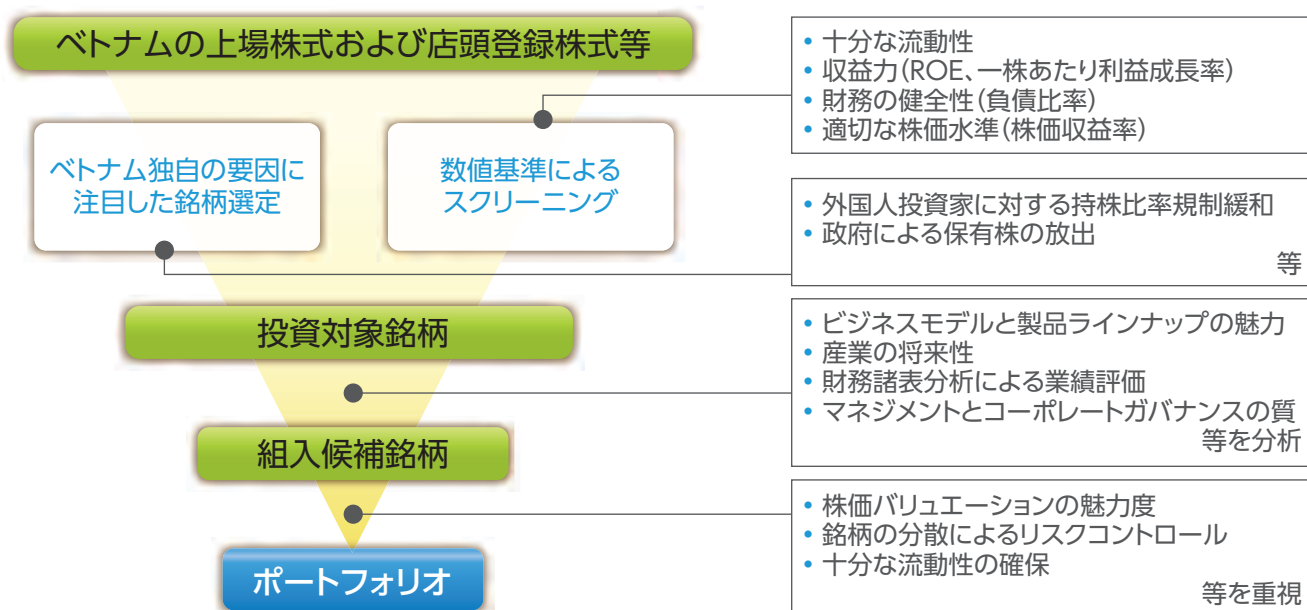 ベトナムの上場株式および店頭登録株式等
• 十分な流動性
• 収益力(ROE、一株あたり利益成長率)
• 財務の健全性(負債比率)
• 適切な株価水準(株価収益率)
ベトナム独自の要因に
注目した銘柄選定
数値基準による
スクリーニング
• 外国人投資家に対する持株比率規制緩和
• 政府による保有株の放出
等
投資対象銘柄
• ビジネスモデルと製品ラインナップの魅力
• 産業の将来性
• 財務諸表分析による業績評価
• マネジメントとコーポレートガバナンスの質
等を分析
組入候補銘柄
• 株価バリュエーションの魅力度
• 銘柄の分散によるリスクコントロール
• 十分な流動性の確保
等を重視
ポートフォリオ